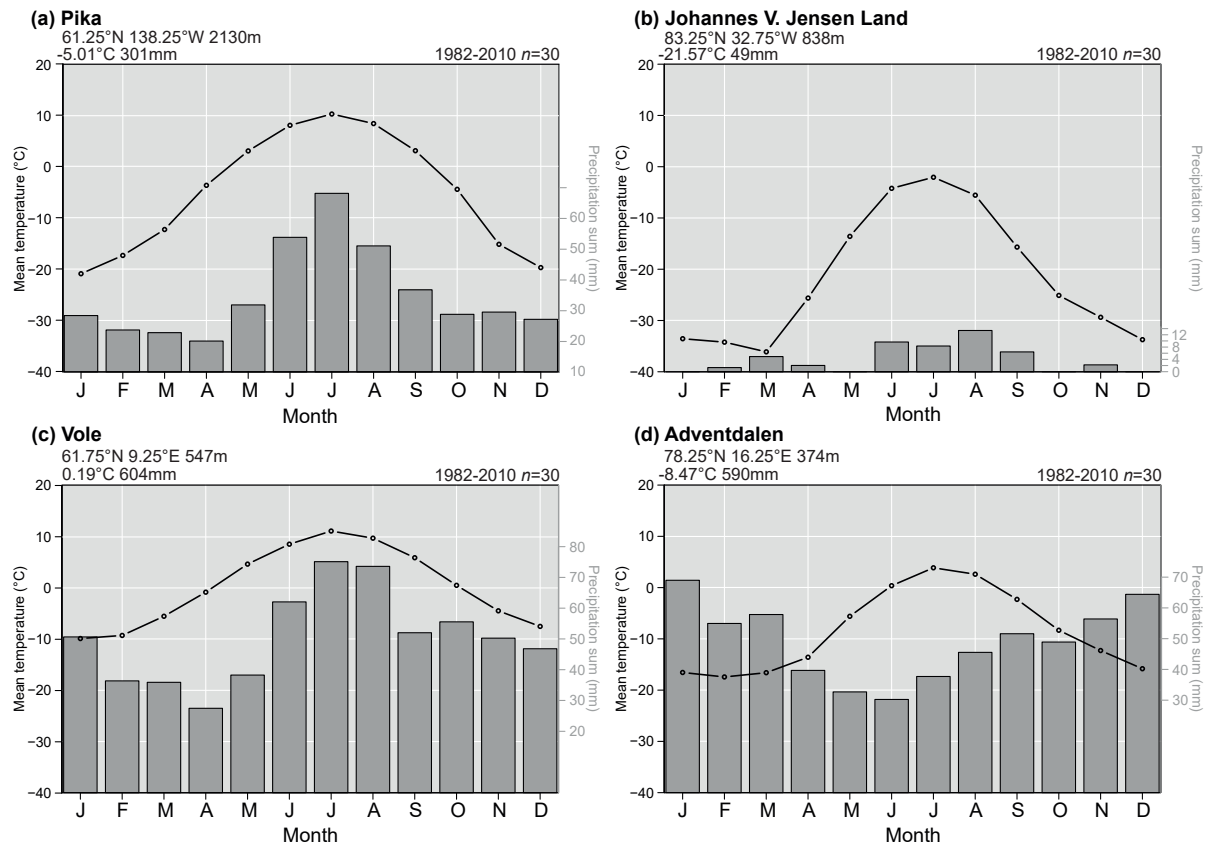 (a) Pika
61.25°N 138.25°W 2130m
-5.01°C 301mm 1982-2010 n=30
Mean temperature (°C)
20
10
0
−10
−20
−30
−40
Precipitation sum (mm)
60
50
40
30
20
10
J F M A M J J A S O N D
Month
(b) Johannes V. Jensen Land
83.25°N 32.75°W 838m
-21.57°C 49mm 1982-2010 n=30
Mean temperature (°C)
20
10
0
−10
−20
−30
−40
Precipitation sum (mm)
12
8
4
0
J F M A M J J A S O N D
Month
(c) Vole
61.75°N 9.25°E 547m
0.19°C 604mm 1982-2010 n=30
Mean temperature (°C)
20
10
0
−10
−20
−30
−40
Precipitation sum (mm)
80
70
60
50
40
30
20
J F M A M J J A S O N D
Month
(d) Adventdalen
78.25°N 16.25°E 374m
-8.47°C 590mm 1982-2010 n=30
Mean temperature (°C)
20
10
0
−10
−20
−30
−40
Precipitation sum (mm)
70
60
50
40
30
J F M A M J J A S O N D
Month